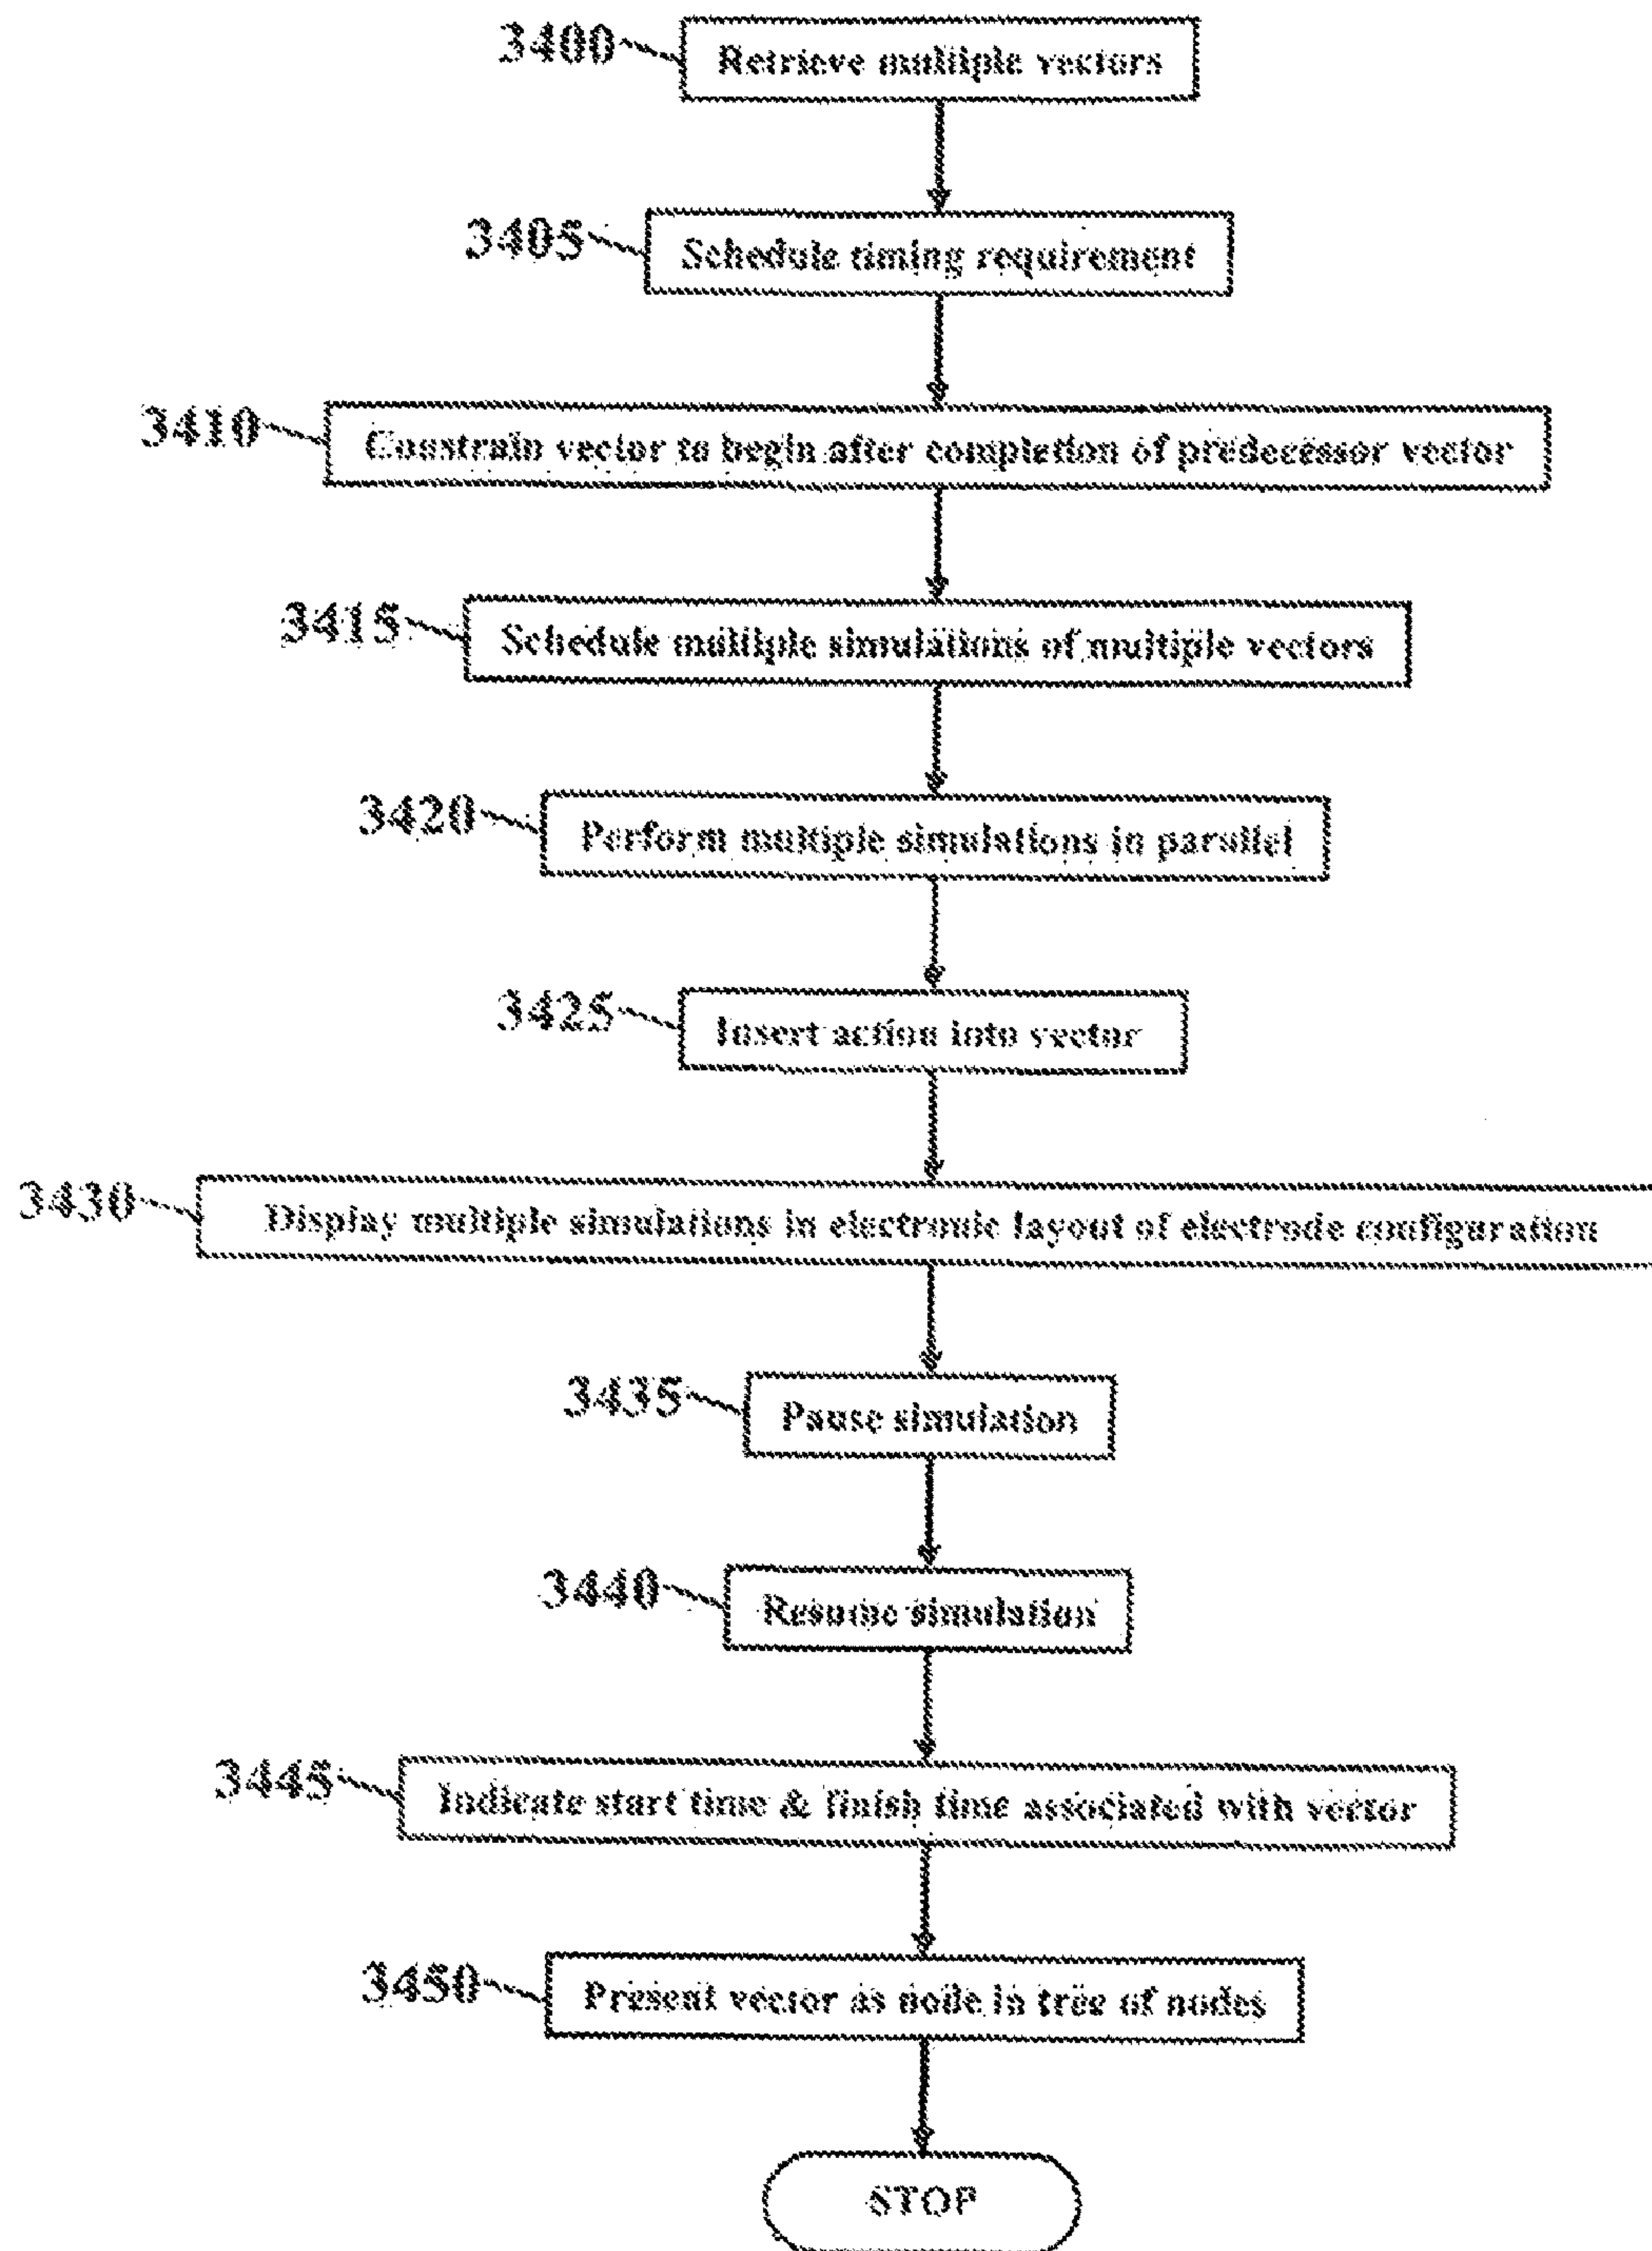 3400
Retrieve multiple vectors
3405
Schedule timing requirement
3410
Constrain vector to begin after completion of predecessor vector
3415
Schedule multiple simulations of multiple vectors
3420
Perform multiple simulations in parallel
3425
Insert action into vector
3430
Display multiple simulations in electronic layout of electrode configuration
3435
Pause simulation
3440
Resume simulation
3445
Indicate start time & finish time associated with vector
3450
Present vector as node in tree of nodes
STOP